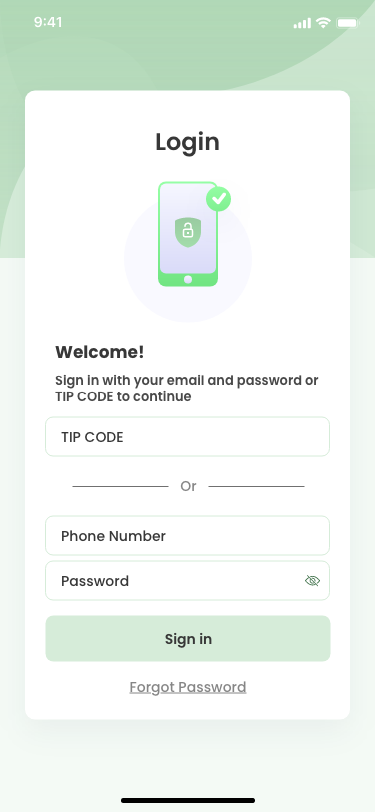 9:41
Login
Welcome!
Sign in with your email and password or
TIP CODE to continue
TIP CODE
Or
Phone Number
Password
Sign in
Forgot Password